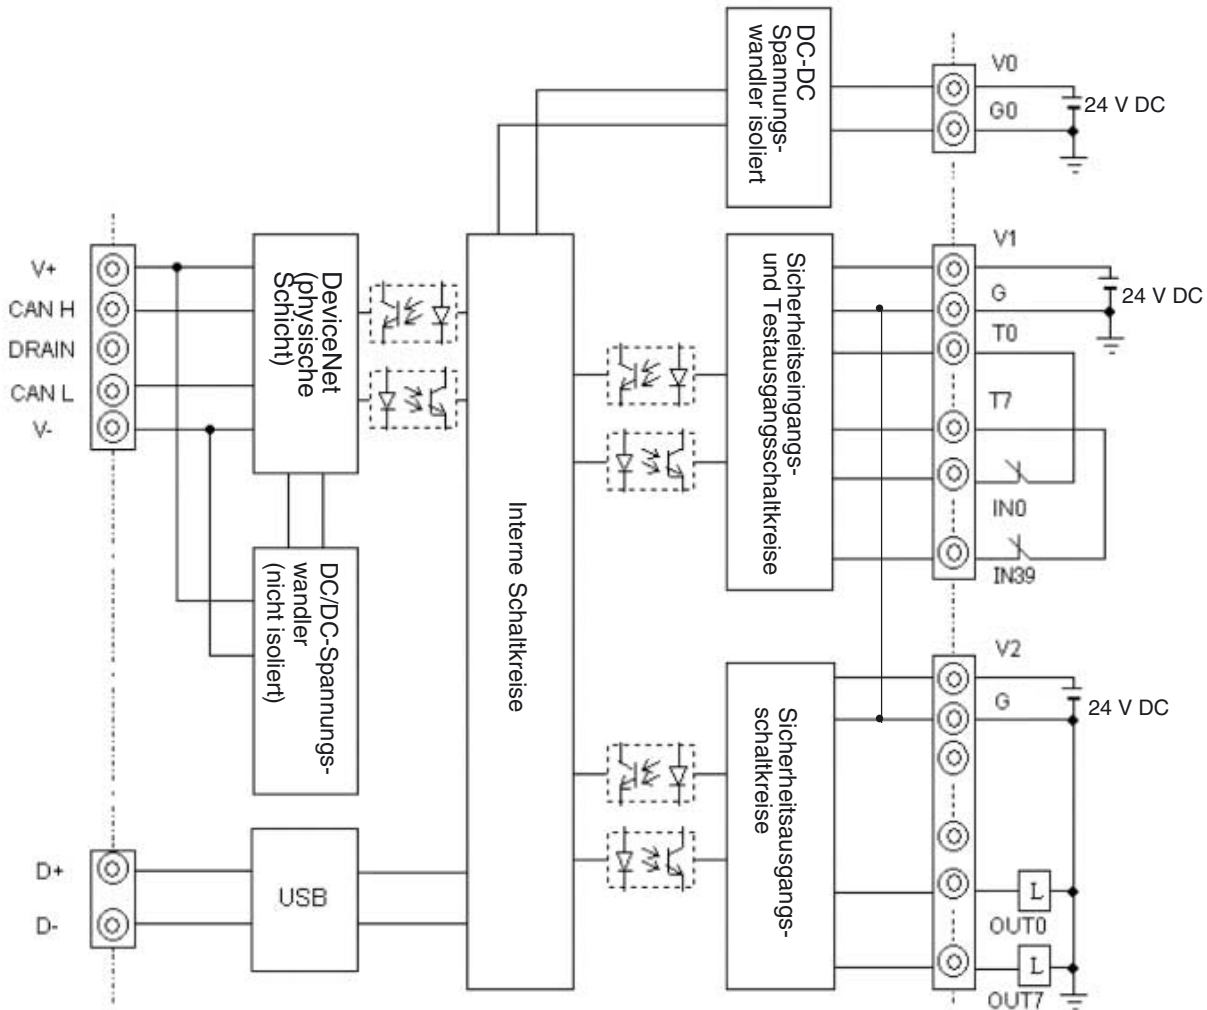 DC-DC
Spannungs-
wandler isoliert
V0
G0
24 V DC
V+
CAN H
DRAIN
CAN L
V-
DeviceNet
(physische
Schicht)
DC/DC-Spannungs-
wandler
(nicht isoliert)
D+
D-
USB
Interne Schaltkreise
Sicherheitseingangs-
und Testausgangsschaltkreise
V1
G
24 V DC
T0
T7
IN0
IN39
Sicherheitsausgangs-
schaltkreise
V2
G
24 V DC
L
OUT0
L
OUT7